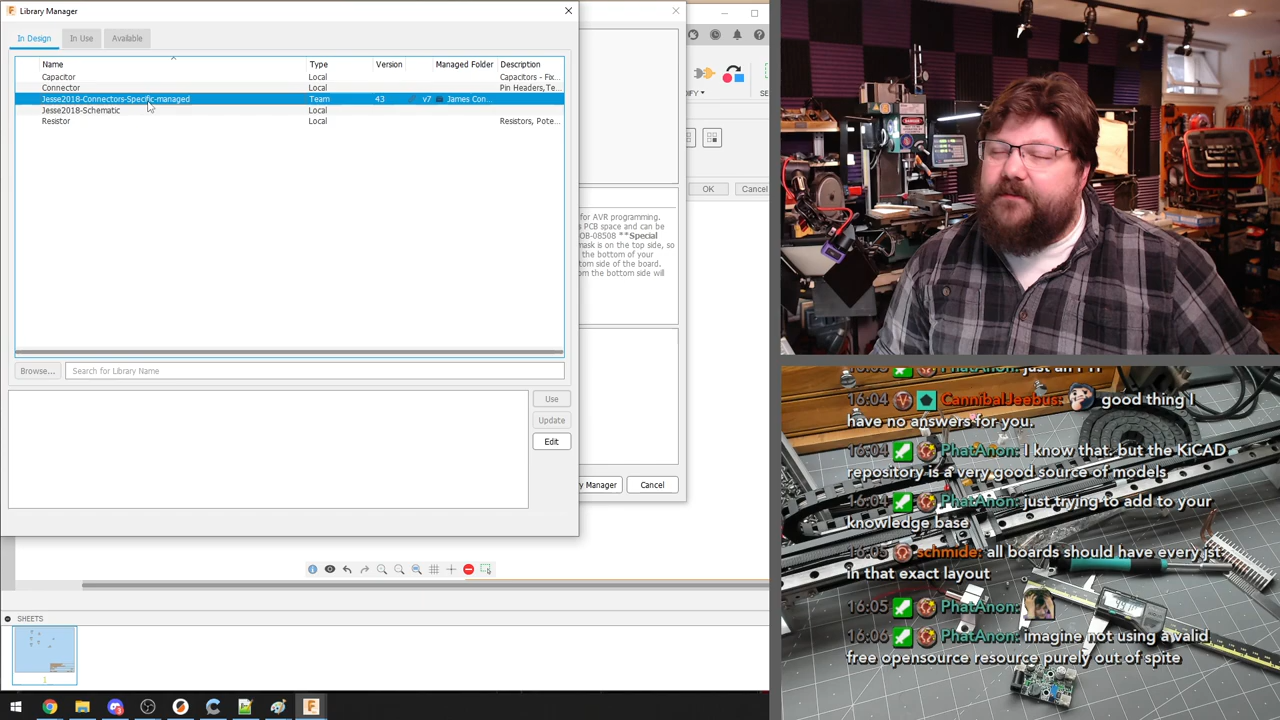 Library Manager
In Design
In Use
Available
Name Type Version Managed Folder Description
Capacitor Local Capacitors - Fix...
Connector Local Pin Headers, Te...
Jesse2018-Connectors-Specific-managed Team 43 v7 James Con...
Jesse2018-Schematic Local
Resistor Local Resistors, Pote...
Browse...
Search for Library Name
Use
Update
Edit
for AVR programming.
PCB space and can be
OB-08508 **Special
mask is on the top side, so
the bottom of your
tom side of the board.
om the bottom side will
OK
Cancel
ry Manager
Cancel
SHEETS
1
16:04 CannibalJeebus: good thing I
have no answers for you.
16:04 PhatAnon: I know that. but the KiCAD
repository is a very good source of models
16:04 PhatAnon: just trying to add to your
knowledge base
16:05 schmide: all boards should have every jst
in that exact layout
16:05 PhatAnon:
16:06 PhatAnon: imagine not using a valid
free opensource resource purely out of spite